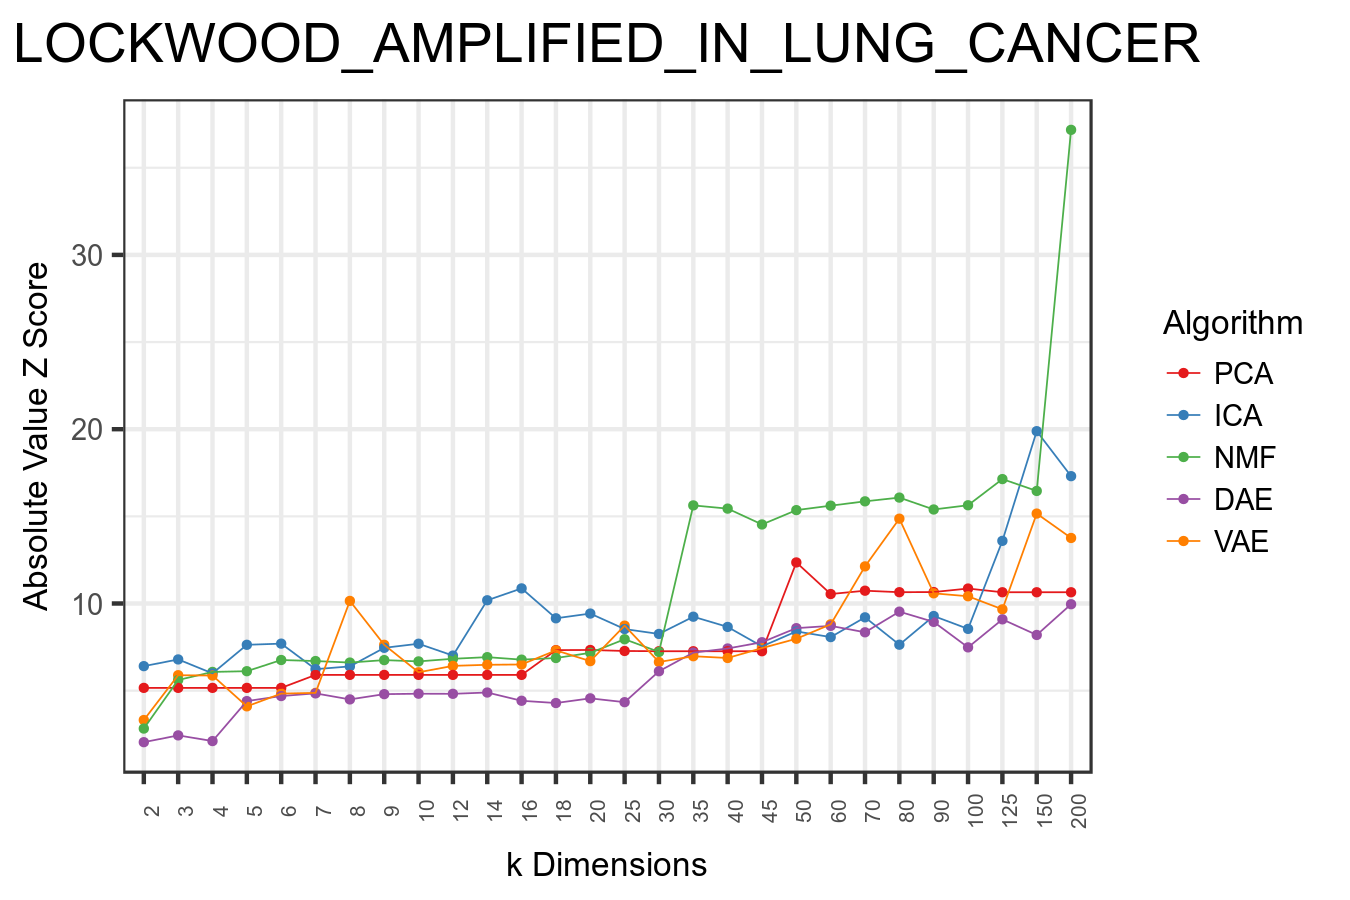 LOCKWOOD_AMPLIFIED_IN_LUNG_CANCER
Absolute Value Z Score
30
20
10
2 3 4 5 6 7 8 9 10 12 14 16 18 20 25 30 35 40 45 50 60 70 80 90 100 125 150 200
k Dimensions
Algorithm
PCA
ICA
NMF
DAE
VAE